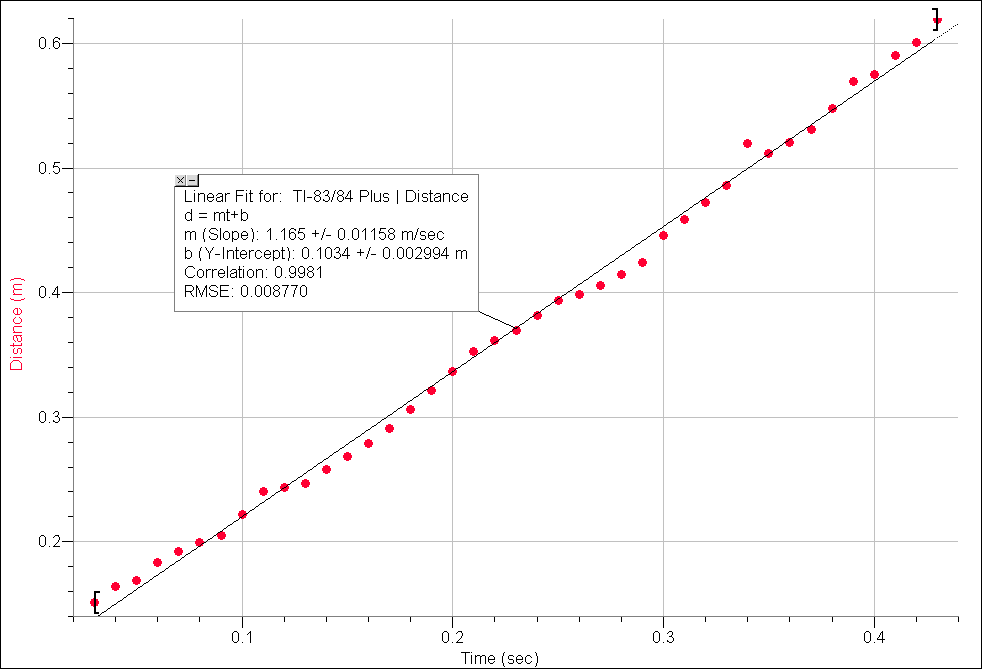 0.6
0.5
Linear Fit for: TI-83/84 Plus | Distance
d = mt+b
m (Slope): 1.165 +/- 0.01158 m/sec
b (Y-Intercept): 0.1034 +/- 0.002994 m
Correlation: 0.9981
RMSE: 0.008770
Distance (m)
0.4
0.3
0.2
0.1 0.2 0.3 0.4
Time (sec)